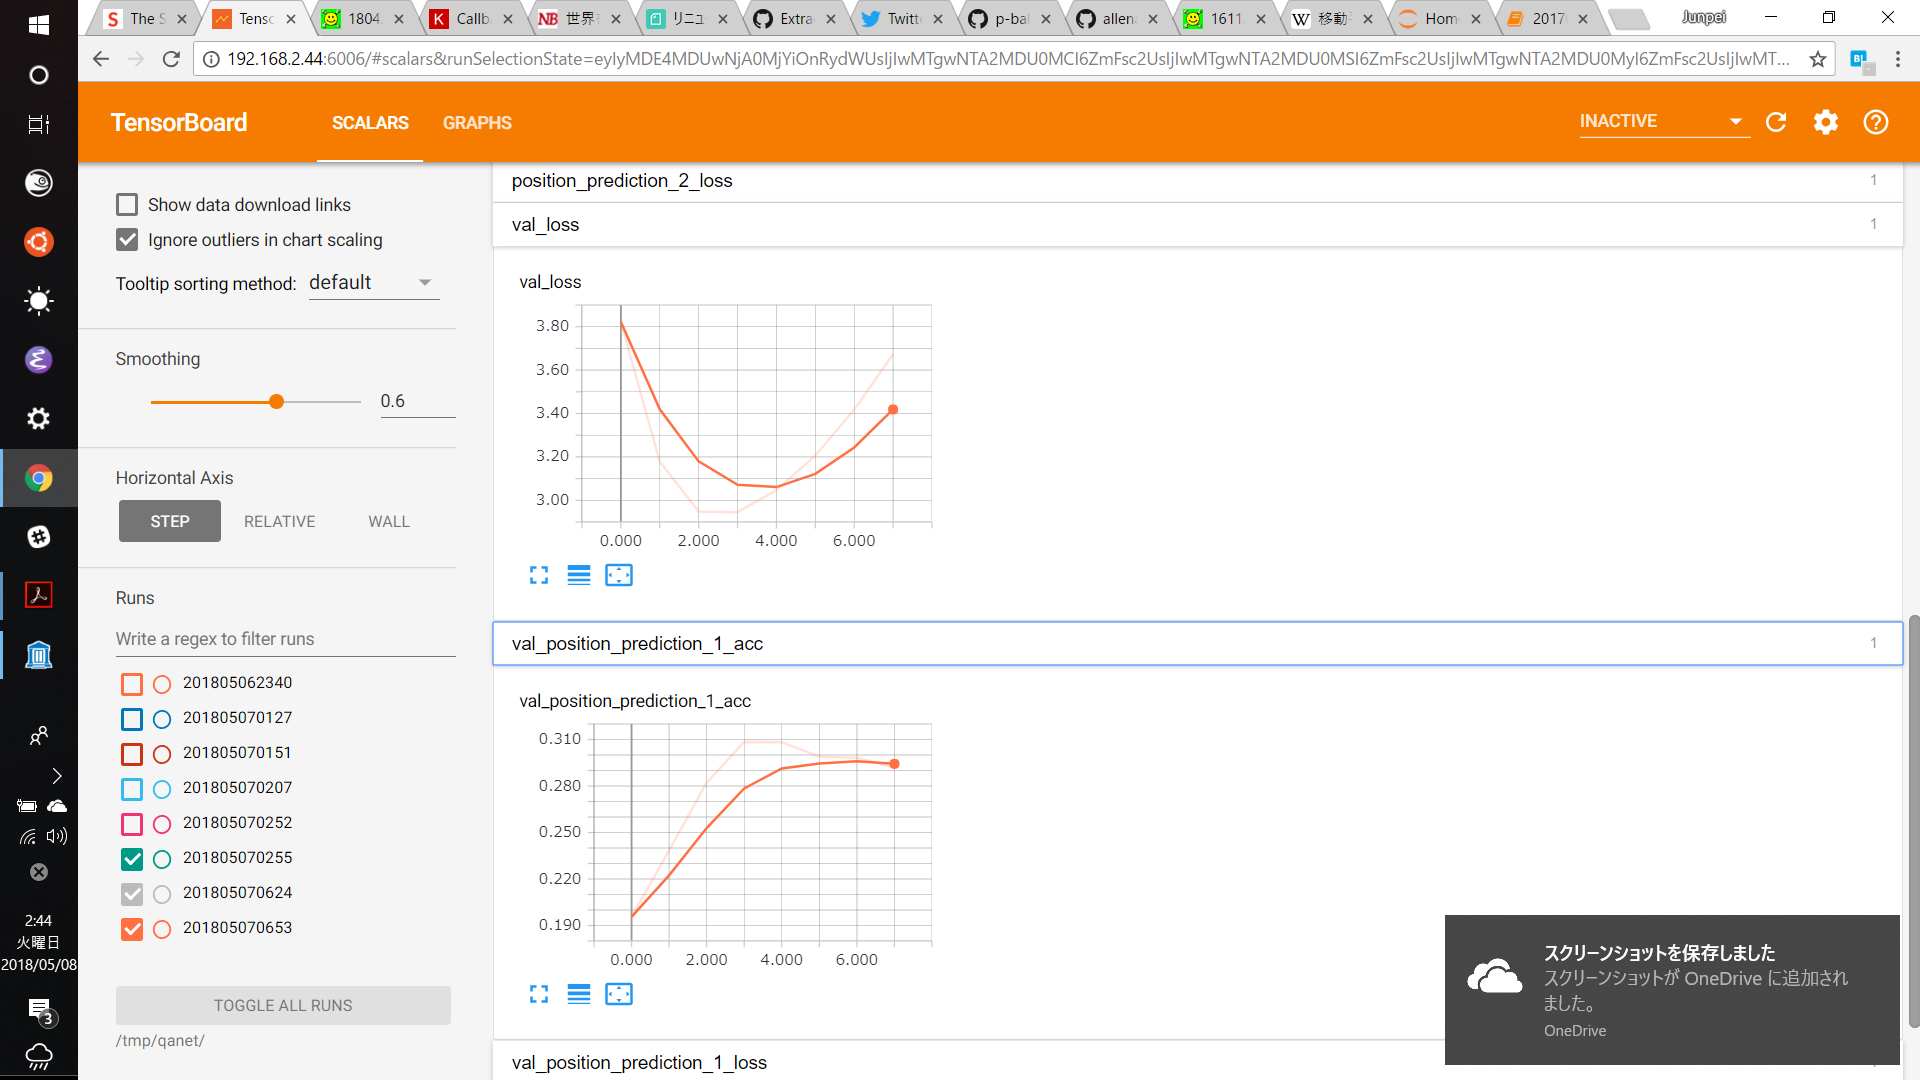 The S
Tenso
1804.
Callba
世界
リニュー
Extra
Twitte
p-bal
allena
1611.
移動
Hom
2017
Junpei
192.168.2.44:6006/#scalars&runSelectionState=
TensorBoard
SCALARS
GRAPHS
INACTIVE
Show data download links
Ignore outliers in chart scaling
Tooltip sorting method: default
Smoothing
0.6
Horizontal Axis
STEP
RELATIVE
WALL
Runs
Write a regex to filter runs
201805062340
201805070127
201805070151
201805070207
201805070252
201805070255
201805070624
201805070653
TOGGLE ALL RUNS
/tmp/qanet/
position_prediction_2_loss
1
val_loss
1
val_loss
3.80
3.60
3.40
3.20
3.00
0.000
2.000
4.000
6.000
val_position_prediction_1_acc
1
val_position_prediction_1_acc
0.310
0.280
0.250
0.220
0.190
0.000
2.000
4.000
6.000
val_position_prediction_1_loss
スクリーンショットを保存しました
スクリーンショットが OneDrive に追加され
ました。
OneDrive
2:44
火曜日
2018/05/08
3